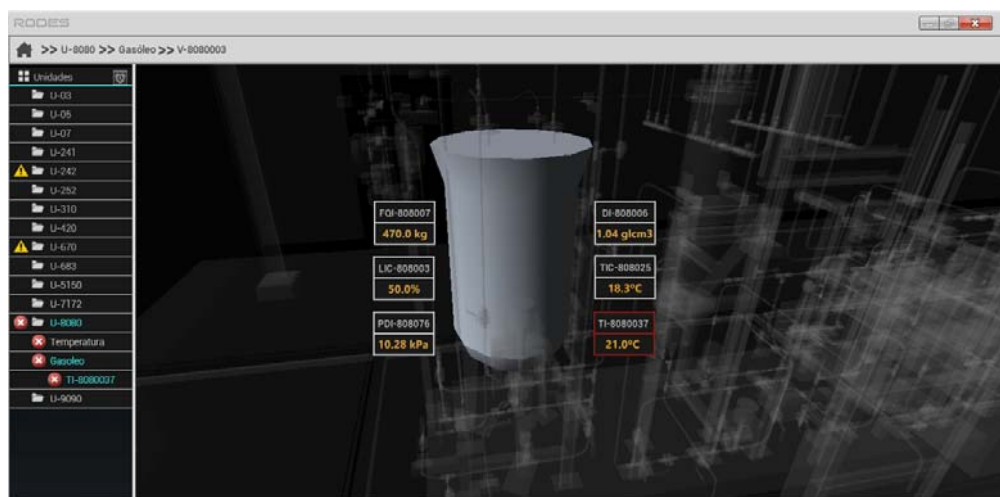 RODES
>> U-8080 >> Gasóleo >> V-8080003
Unidades
U-03
U-05
U-07
U-241
U-242
U-252
U-310
U-420
U-670
U-683
U-5150
U-7172
U-8080
Temperatura
Gasoleo
TI-8080037
U-9090
FQI-808007
470.0 kg
LIC-808003
50.0%
PDI-808076
10.28 kPa
DI-808006
1.04 glcm3
TIC-808025
18.3ºC
TI-8080037
21.0ºC